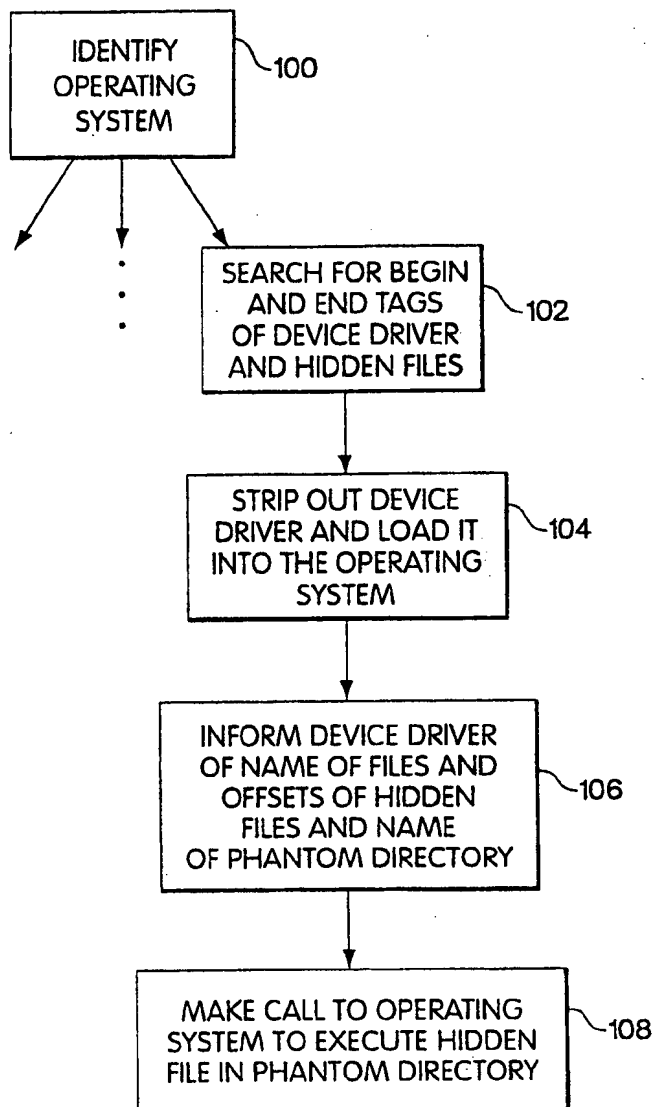 IDENTIFY
OPERATING
SYSTEM
100
SEARCH FOR BEGIN
AND END TAGS
OF DEVICE DRIVER
AND HIDDEN FILES
102
STRIP OUT DEVICE
DRIVER AND LOAD IT
INTO THE OPERATING
SYSTEM
104
INFORM DEVICE DRIVER
OF NAME OF FILES AND
OFFSETS OF HIDDEN
FILES AND NAME
OF PHANTOM DIRECTORY
106
MAKE CALL TO OPERATING
SYSTEM TO EXECUTE HIDDEN
FILE IN PHANTOM DIRECTORY
108